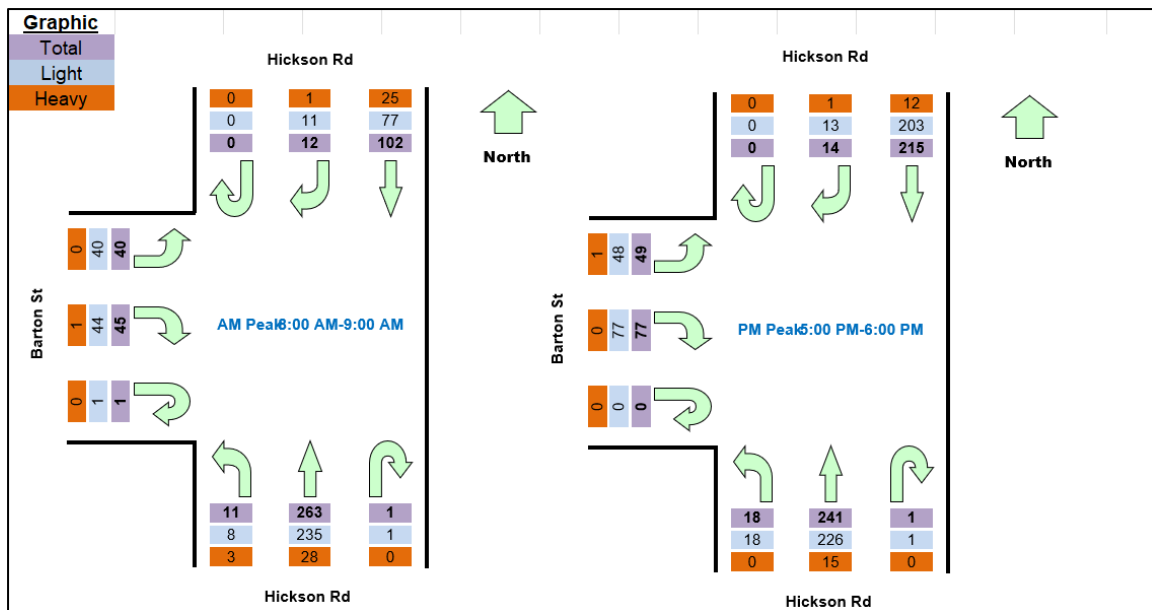 Graphic
Total
Light
Heavy
Hickson Rd
0 1 25
0 11 77
0 12 102
North
0 40 40
Barton St
1 44 45
AM Peak 8:00 AM-9:00 AM
0 1 1
11 263 1
8 235 1
3 28 0
Hickson Rd
Hickson Rd
0 1 12
0 13 203
0 14 215
North
1 48 49
Barton St
0 77 77
PM Peak 5:00 PM-6:00 PM
0 0 0
18 241 1
18 226 1
0 15 0
Hickson Rd